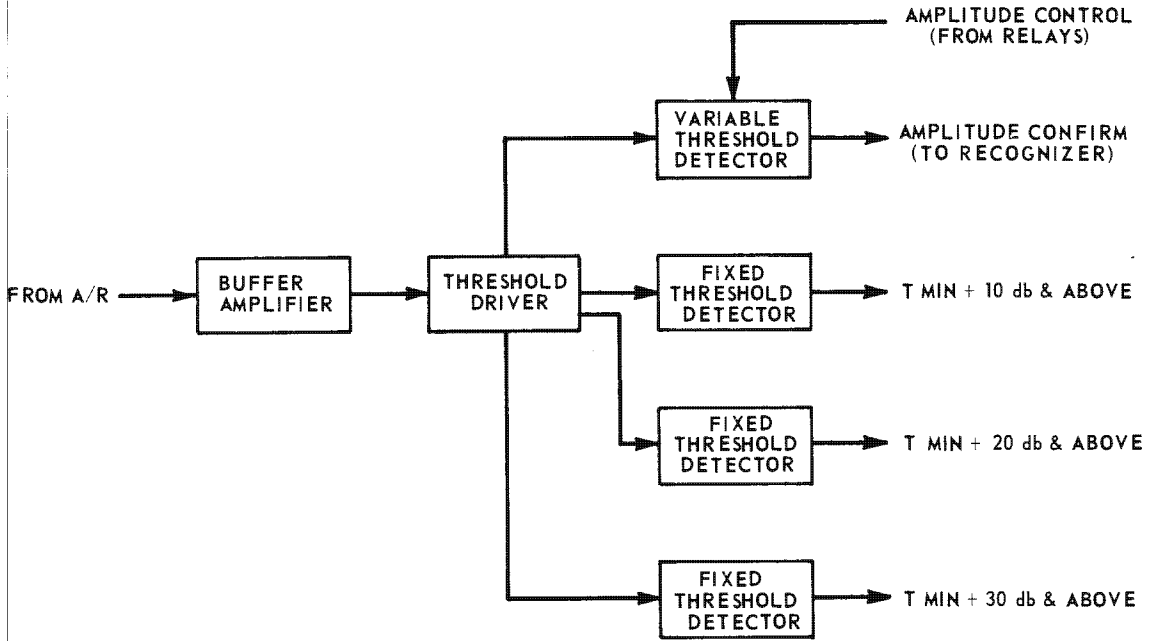 AMPLITUDE CONTROL
(FROM RELAYS)
VARIABLE
THRESHOLD
DETECTOR
AMPLITUDE CONFIRM
(TO RECOGNIZER)
FROM A/R
BUFFER
AMPLIFIER
THRESHOLD
DRIVER
FIXED
THRESHOLD
DETECTOR
T MIN + 10 db & ABOVE
FIXED
THRESHOLD
DETECTOR
T MIN + 20 db & ABOVE
FIXED
THRESHOLD
DETECTOR
T MIN + 30 db & ABOVE